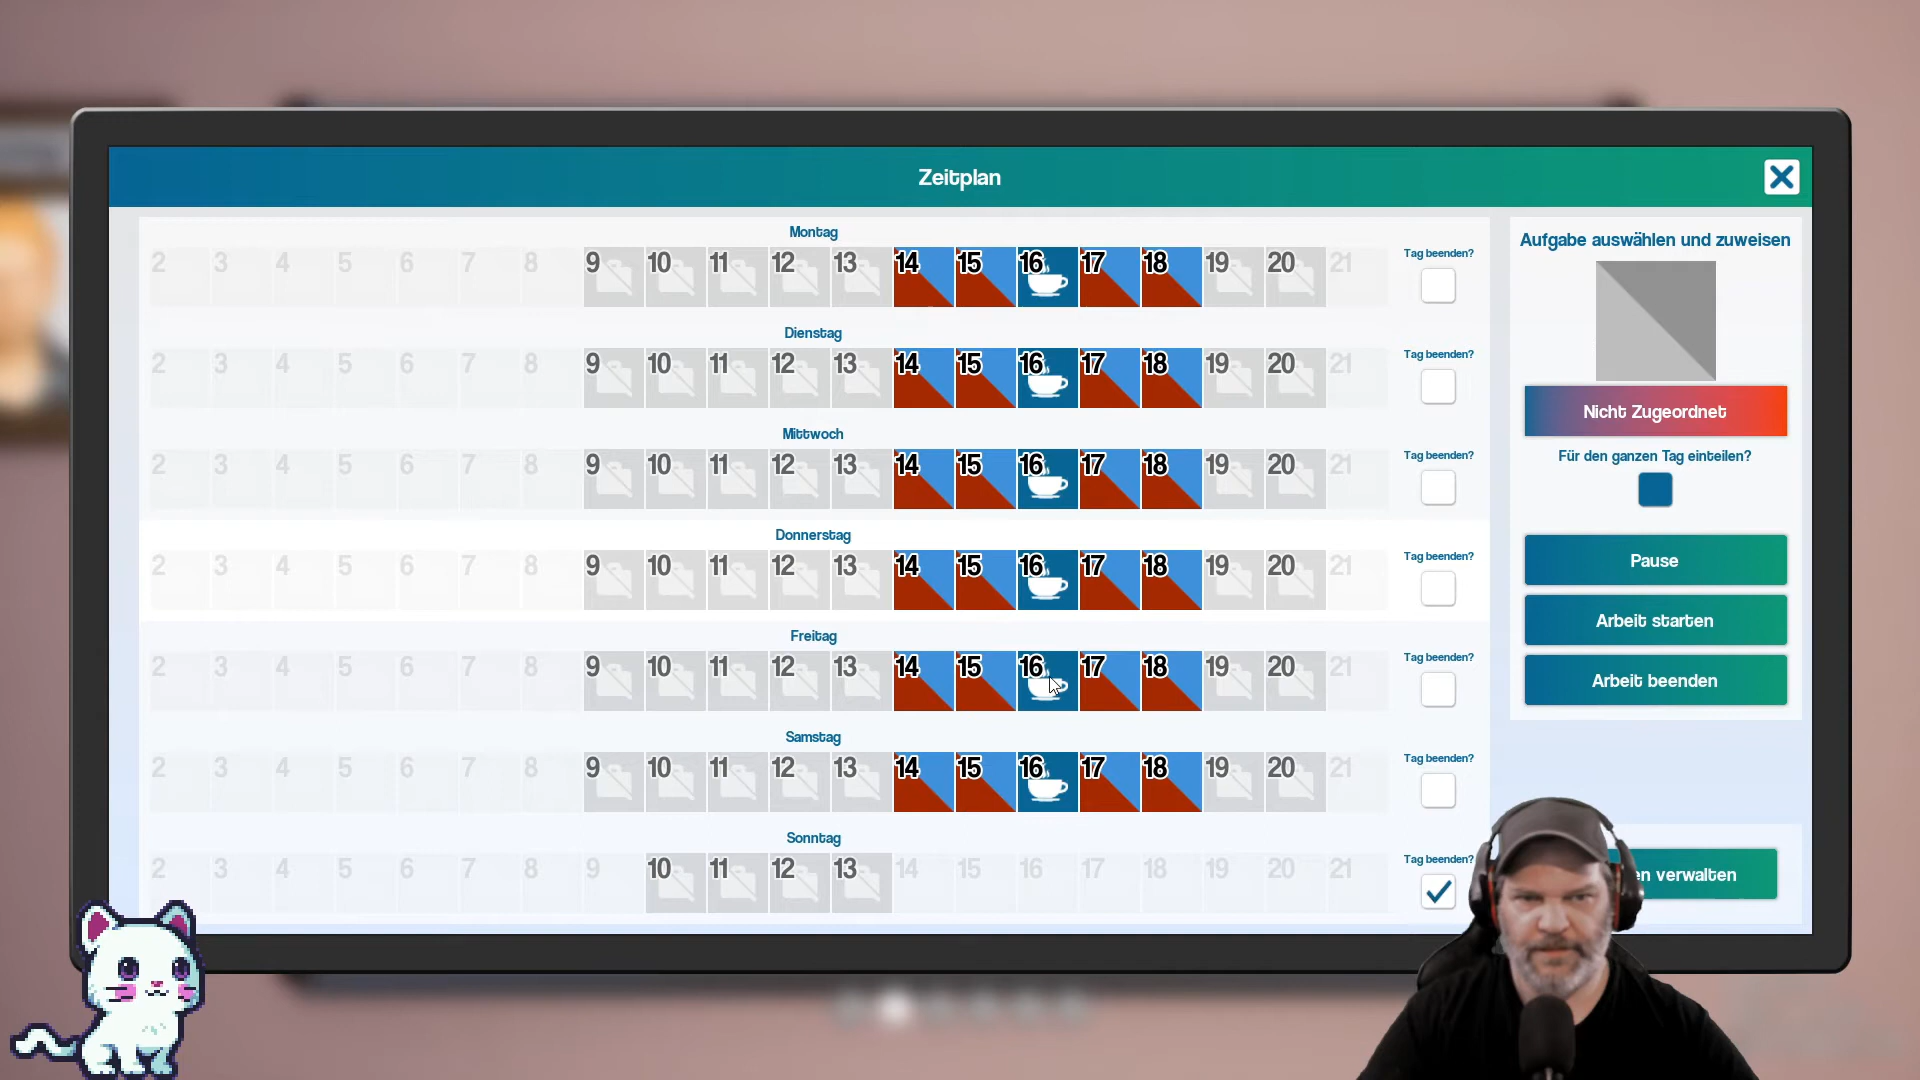 Zeitplan
Montag
2 3 4 5 6 7 8 9 10 11 12 13 14 15 16 17 18 19 20 21
Tag beenden?
Dienstag
2 3 4 5 6 7 8 9 10 11 12 13 14 15 16 17 18 19 20 21
Tag beenden?
Mittwoch
2 3 4 5 6 7 8 9 10 11 12 13 14 15 16 17 18 19 20 21
Tag beenden?
Donnerstag
2 3 4 5 6 7 8 9 10 11 12 13 14 15 16 17 18 19 20 21
Tag beenden?
Freitag
2 3 4 5 6 7 8 9 10 11 12 13 14 15 16 17 18 19 20 21
Tag beenden?
Samstag
2 3 4 5 6 7 8 9 10 11 12 13 14 15 16 17 18 19 20 21
Tag beenden?
Sonntag
2 3 4 5 6 7 8 9 10 11 12 13 14 15 16 17 18 19 20 21
Tag beenden?
Aufgabe auswählen und zuweisen
Nicht Zugeordnet
Für den ganzen Tag einteilen?
Pause
Arbeit starten
Arbeit beenden
en verwalten